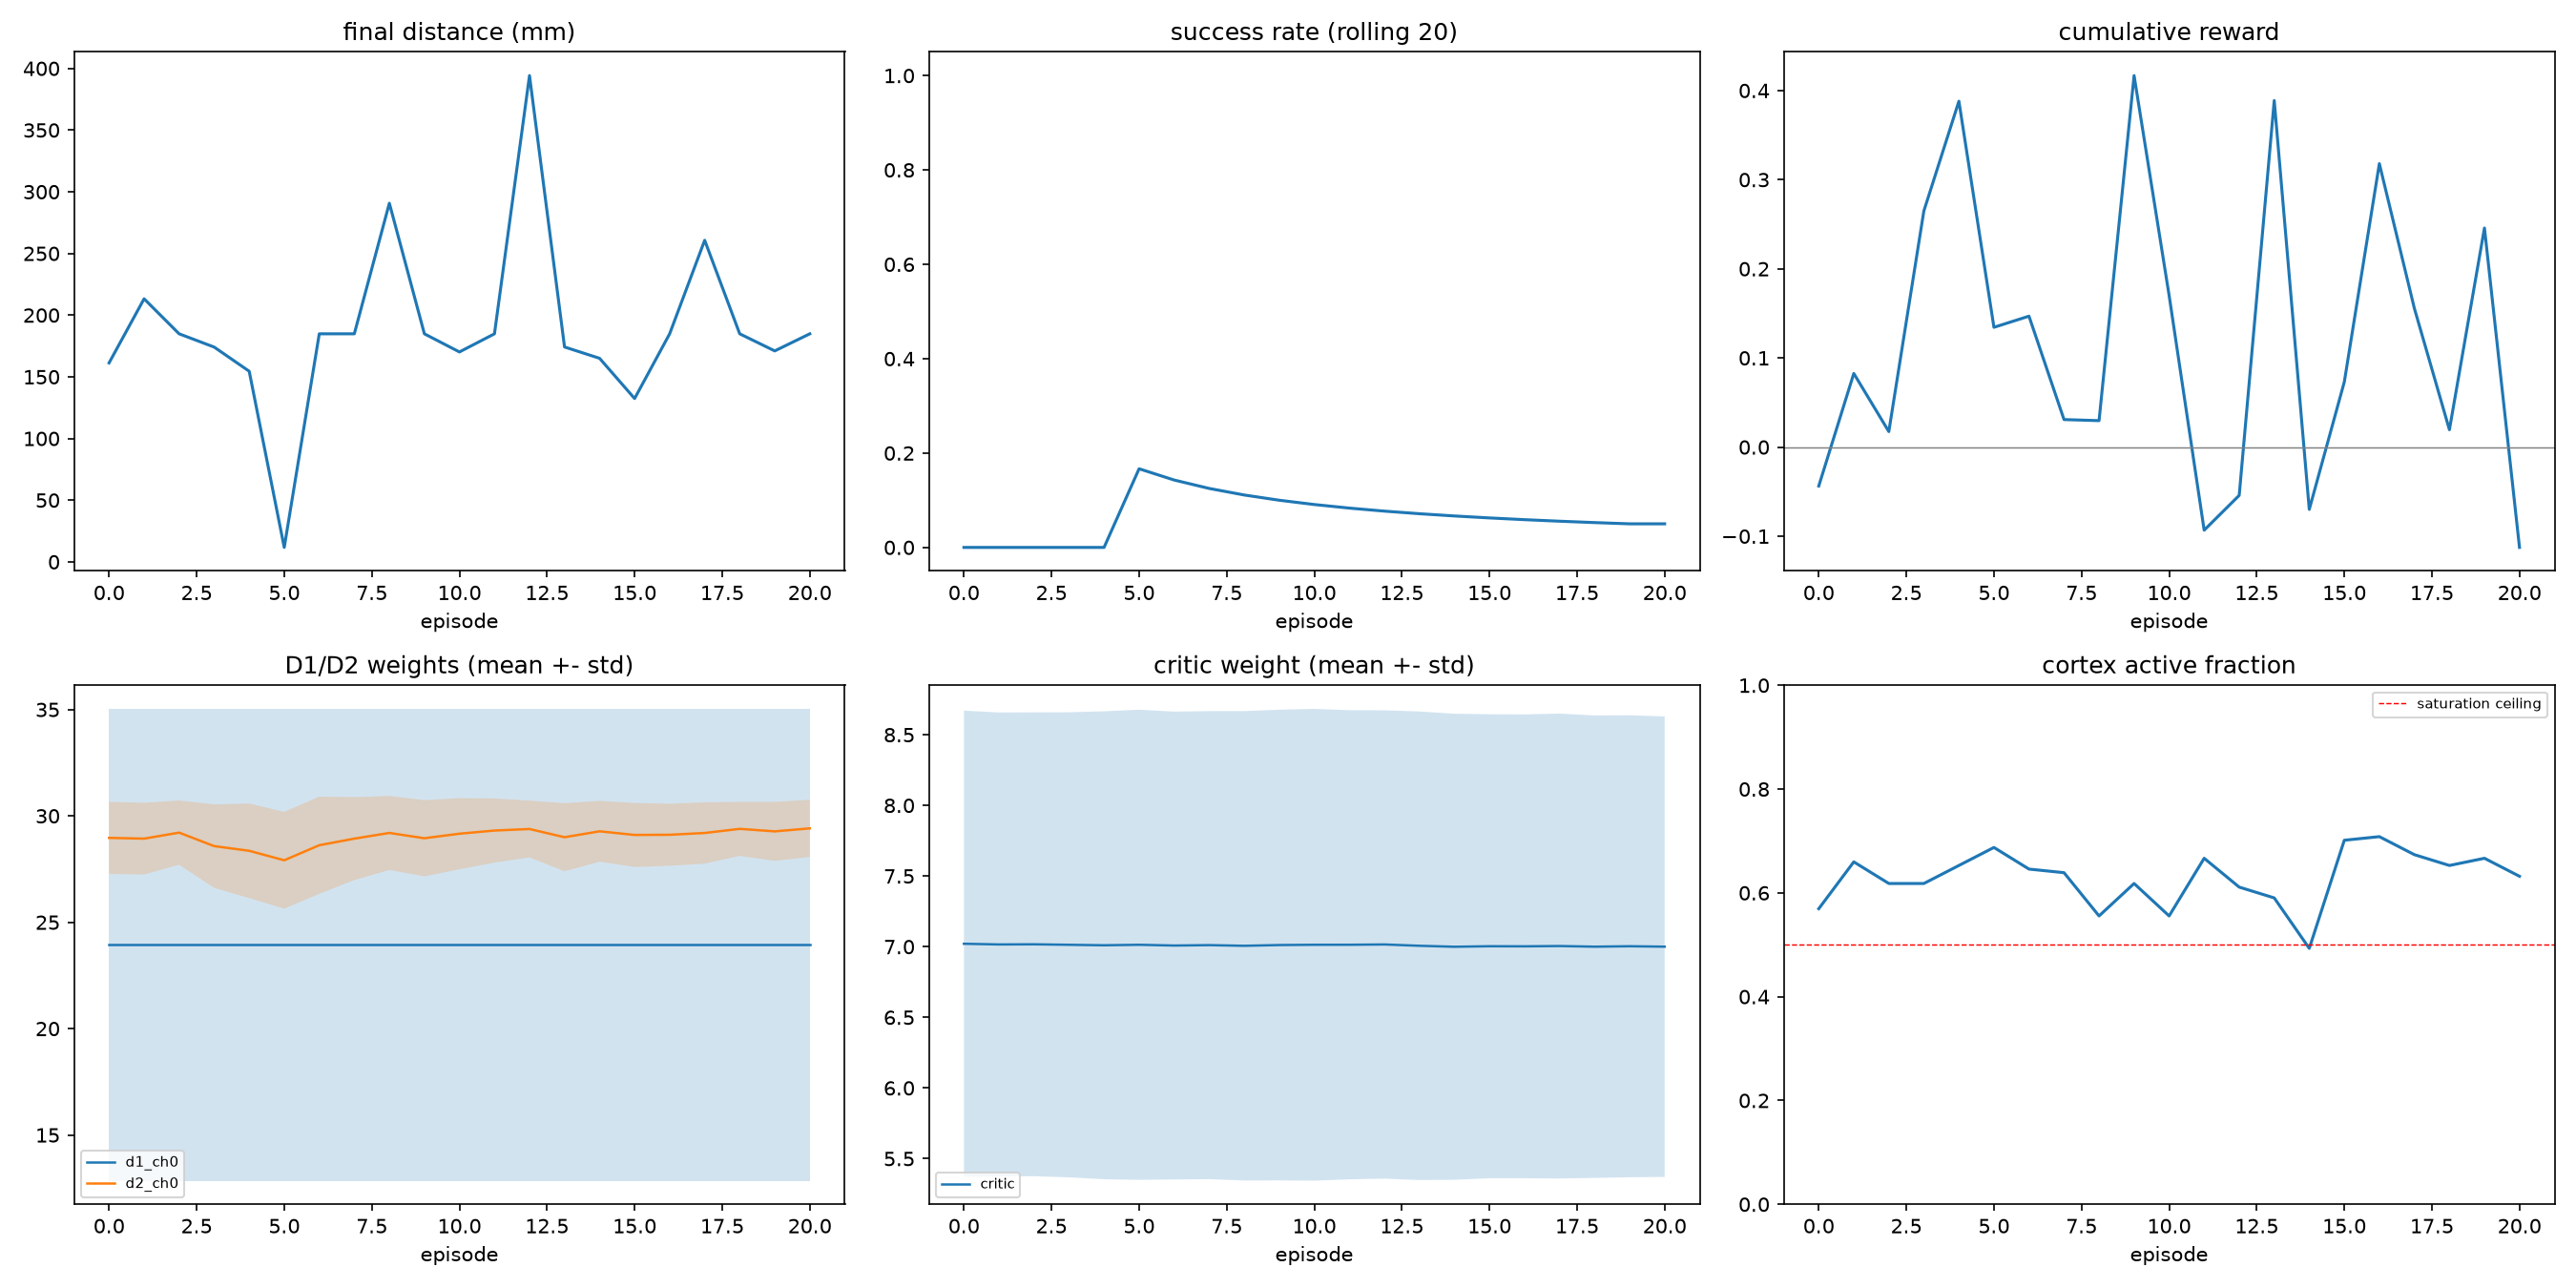 final distance (mm)
400
350
300
250
200
150
100
50
0
0.0 2.5 5.0 7.5 10.0 12.5 15.0 17.5 20.0
episode
success rate (rolling 20)
1.0
0.8
0.6
0.4
0.2
0.0
0.0 2.5 5.0 7.5 10.0 12.5 15.0 17.5 20.0
episode
cumulative reward
0.4
0.3
0.2
0.1
0.0
−0.1
0.0 2.5 5.0 7.5 10.0 12.5 15.0 17.5 20.0
episode
D1/D2 weights (mean +- std)
35
30
25
20
15
d1_ch0
d2_ch0
0.0 2.5 5.0 7.5 10.0 12.5 15.0 17.5 20.0
episode
critic weight (mean +- std)
8.5
8.0
7.5
7.0
6.5
6.0
5.5
critic
0.0 2.5 5.0 7.5 10.0 12.5 15.0 17.5 20.0
episode
cortex active fraction
1.0
saturation ceiling
0.8
0.6
0.4
0.2
0.0
0.0 2.5 5.0 7.5 10.0 12.5 15.0 17.5 20.0
episode